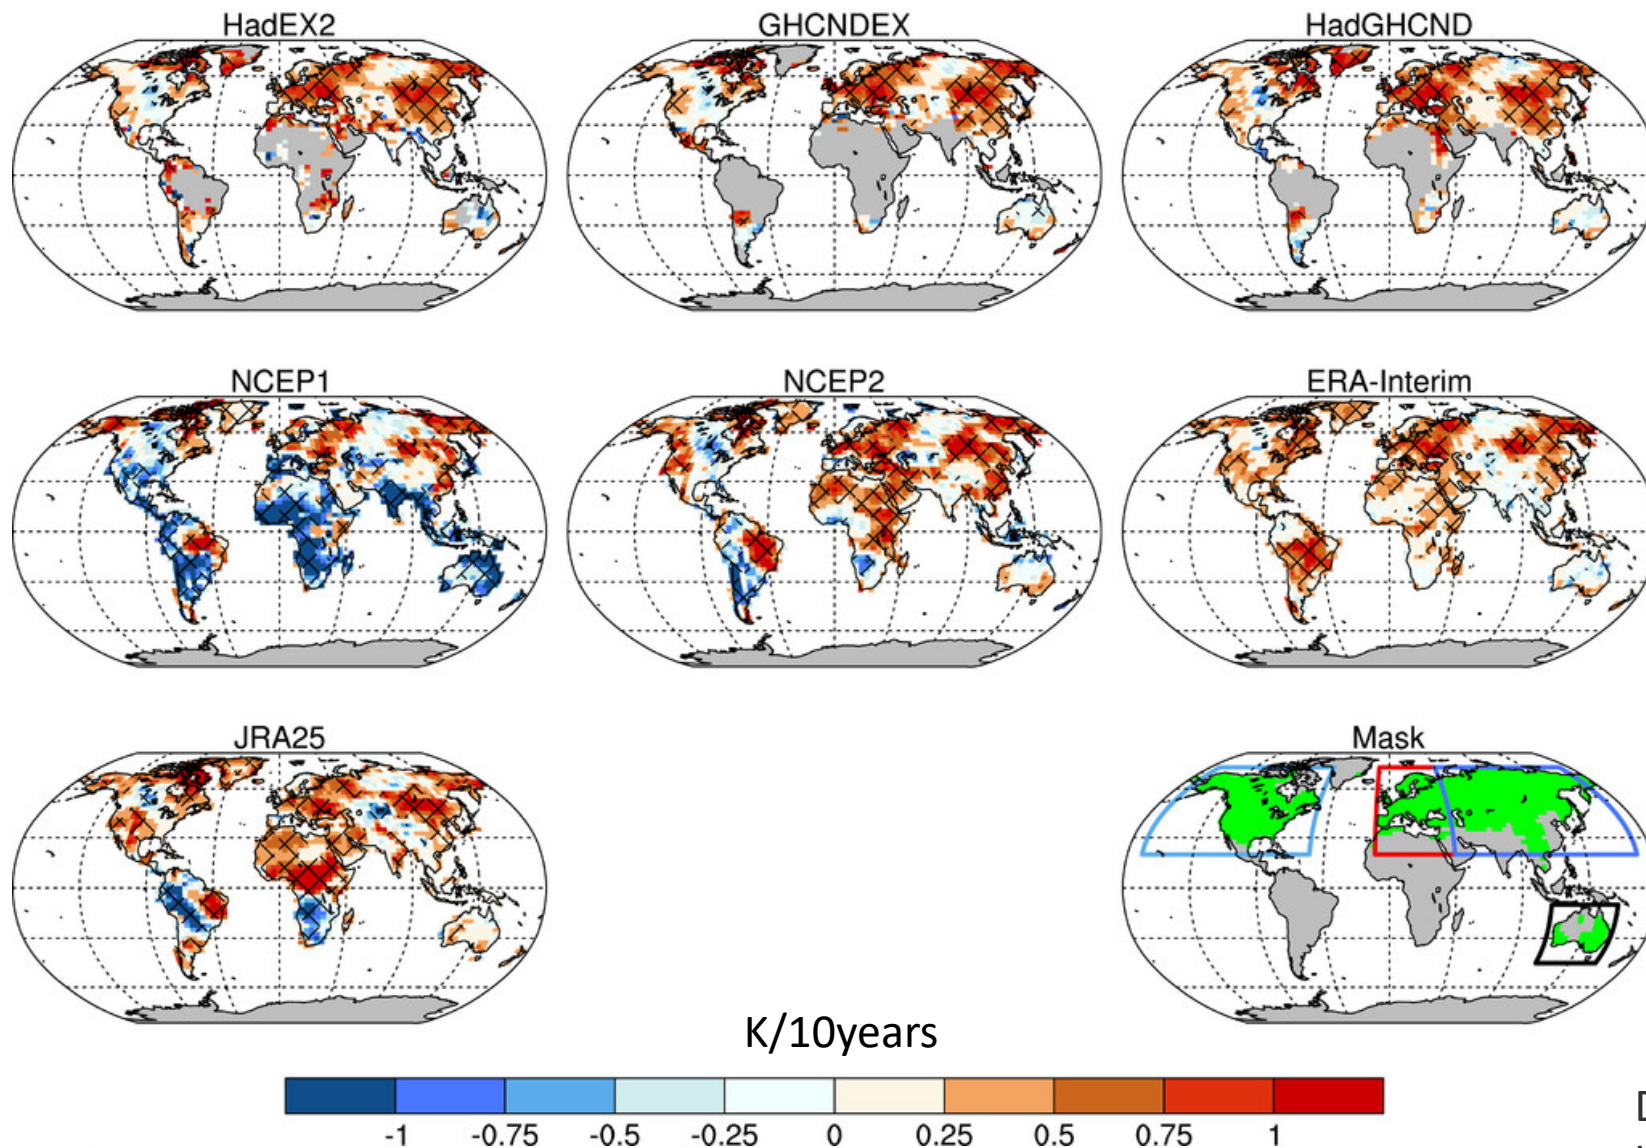 HadEX2 GHCNDEX HadGHCND
NCEP1 NCEP2 ERA-Interim
JRA25 Mask
K/10years
-1 -0.75 -0.5 -0.25 0 0.25 0.5 0.75 1